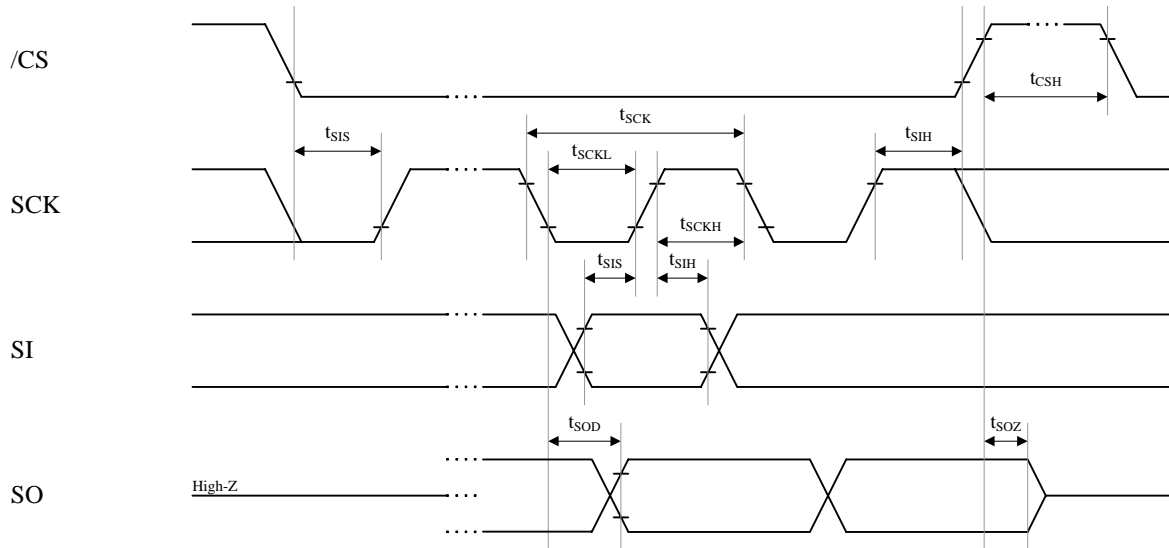 /CS
tCSH
tSCK
tSIS
tSCKL
tSIH
SCK
tSCKH
tSIS
tSIH
SI
tSOD
tSOZ
High-Z
SO